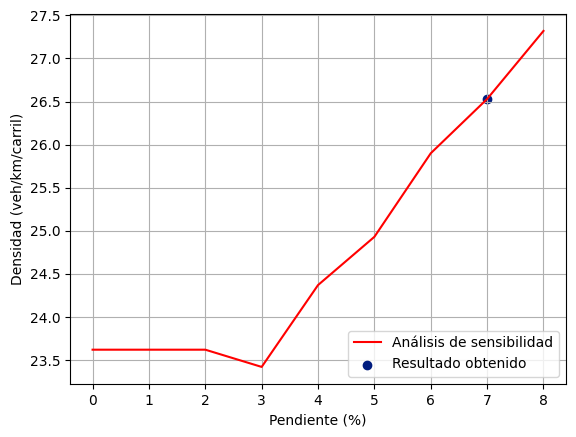 27.5
27.0
26.5
26.0
25.5
25.0
24.5
24.0
23.5
Densidad (veh/km/carril)
Análisis de sensibilidad
Resultado obtenido
0 1 2 3 4 5 6 7 8
Pendiente (%)